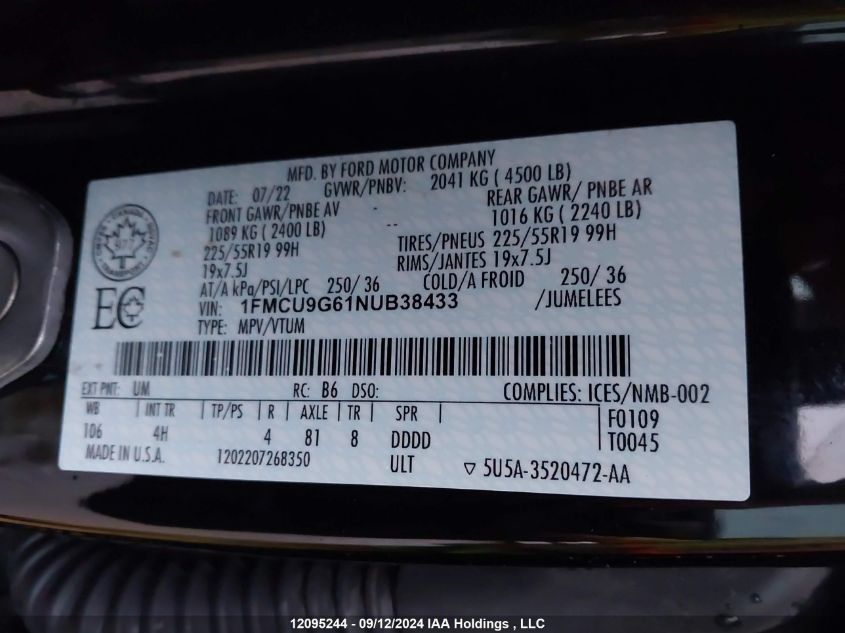 MFD. BY FORD MOTOR COMPANY
DATE: 07/22 GVWR/PNBV: 2041 KG ( 4500 LB)
FRONT GAWR/PNBE AV - REAR GAWR/ PNBE AR
1089 KG ( 2400 LB) - 1016 KG ( 2240 LB)
225/55R19 99H TIRES/PNEUS 225/55R19 99H
19x7.5J RIMS/JANTES 19x7.5J
AT/A kPa/PSI/LPC 250/ 36 COLD/A FROID 250/ 36
VIN: 1FMCU9G61NUB38433 /JUMELEES
TYPE: MPV/VTUM
EC
EXT PNT: UM RC: B6 DSO: COMPLIES: ICES/NMB-002
WB INT TR TP/PS R AXLE TR SPR F0109
106 4H 4 81 8 DDDD T0045
MADE IN U.S.A. 1202207268350 ULT ▽ 5U5A-3520472-AA
12095244 - 09/12/2024 IAA Holdings , LLC